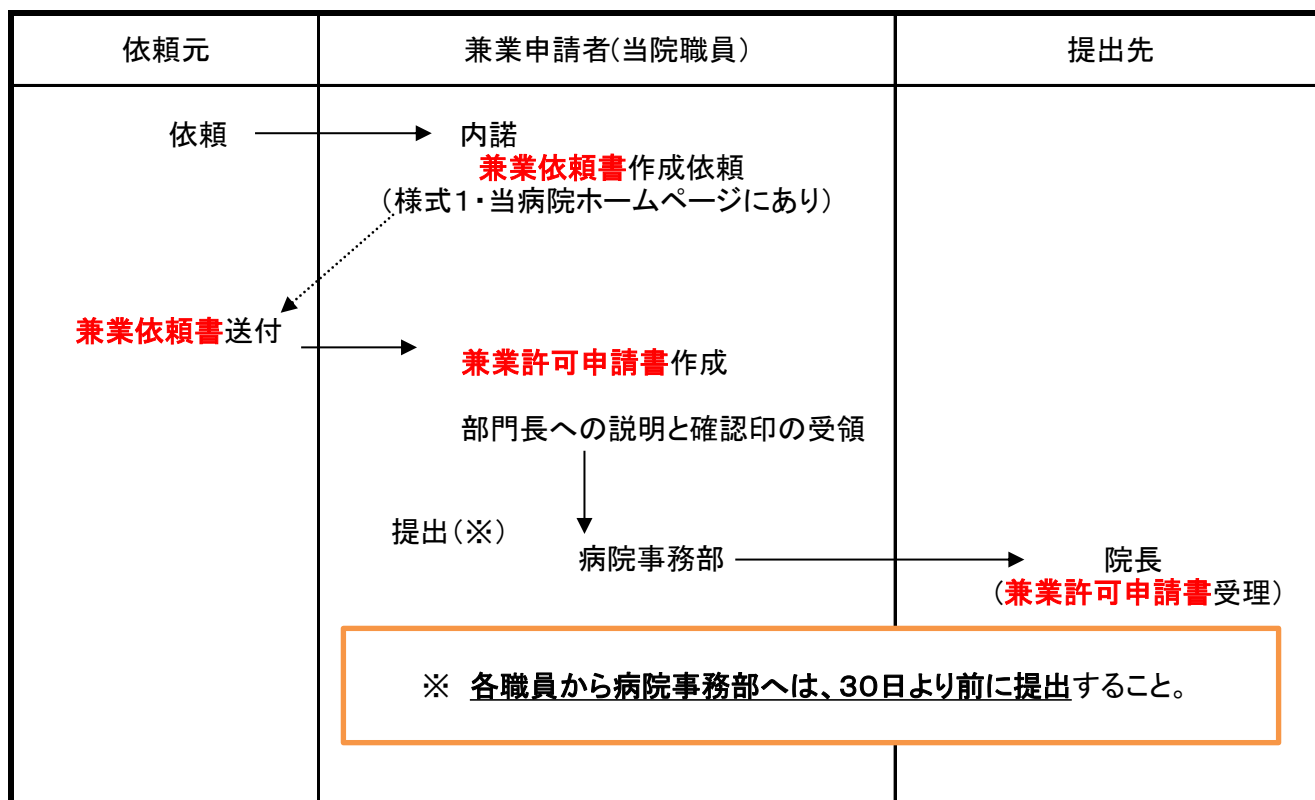 依頼元
兼業申請者(当院職員)
提出先
依頼
内諾
兼業依頼書作成依頼
(様式1・当病院ホームページにあり)
兼業依頼書送付
兼業許可申請書作成
部門長への説明と確認印の受領
提出(※)
病院事務部
院長
(兼業許可申請書受理)
※ 各職員から病院事務部へは、30日より前に提出すること。